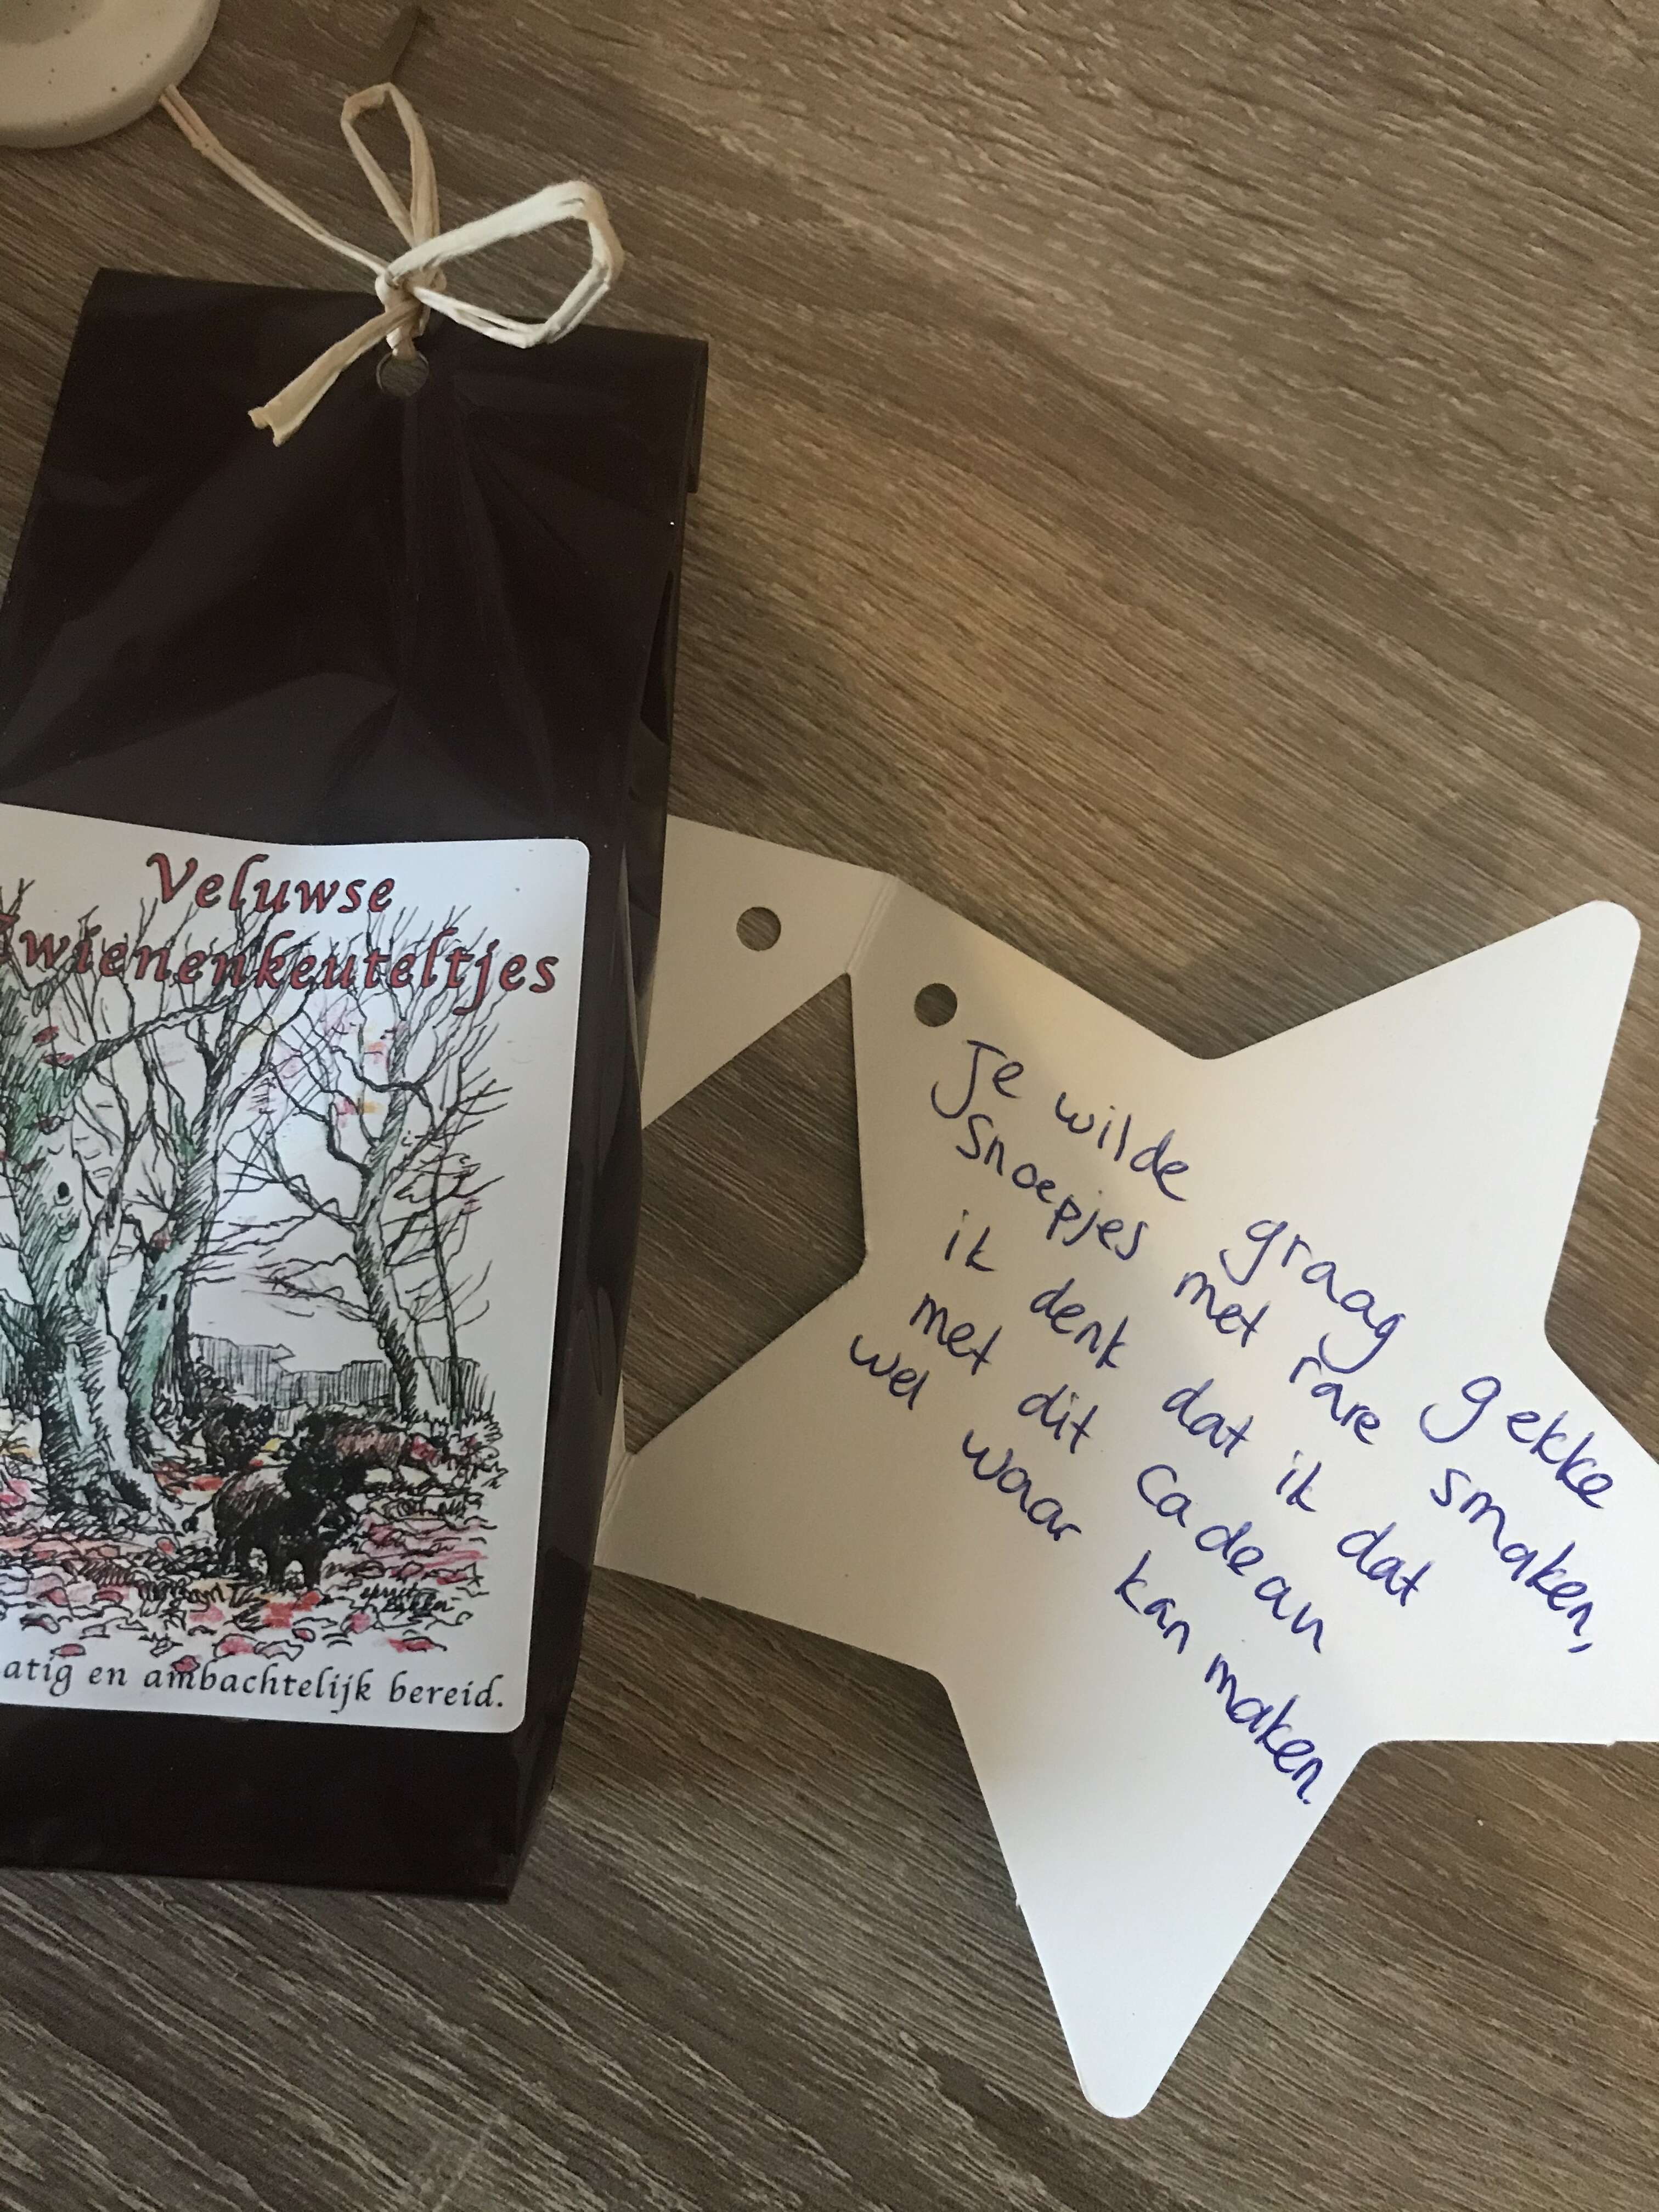 Veluwse
Zwienenkeuteltjes
atig en ambachtelijk bereid.
Je wilde graag gekke
snoepjes met rare smaken,
ik denk dat ik dat
met dit cadeau
wel waar kan maken.